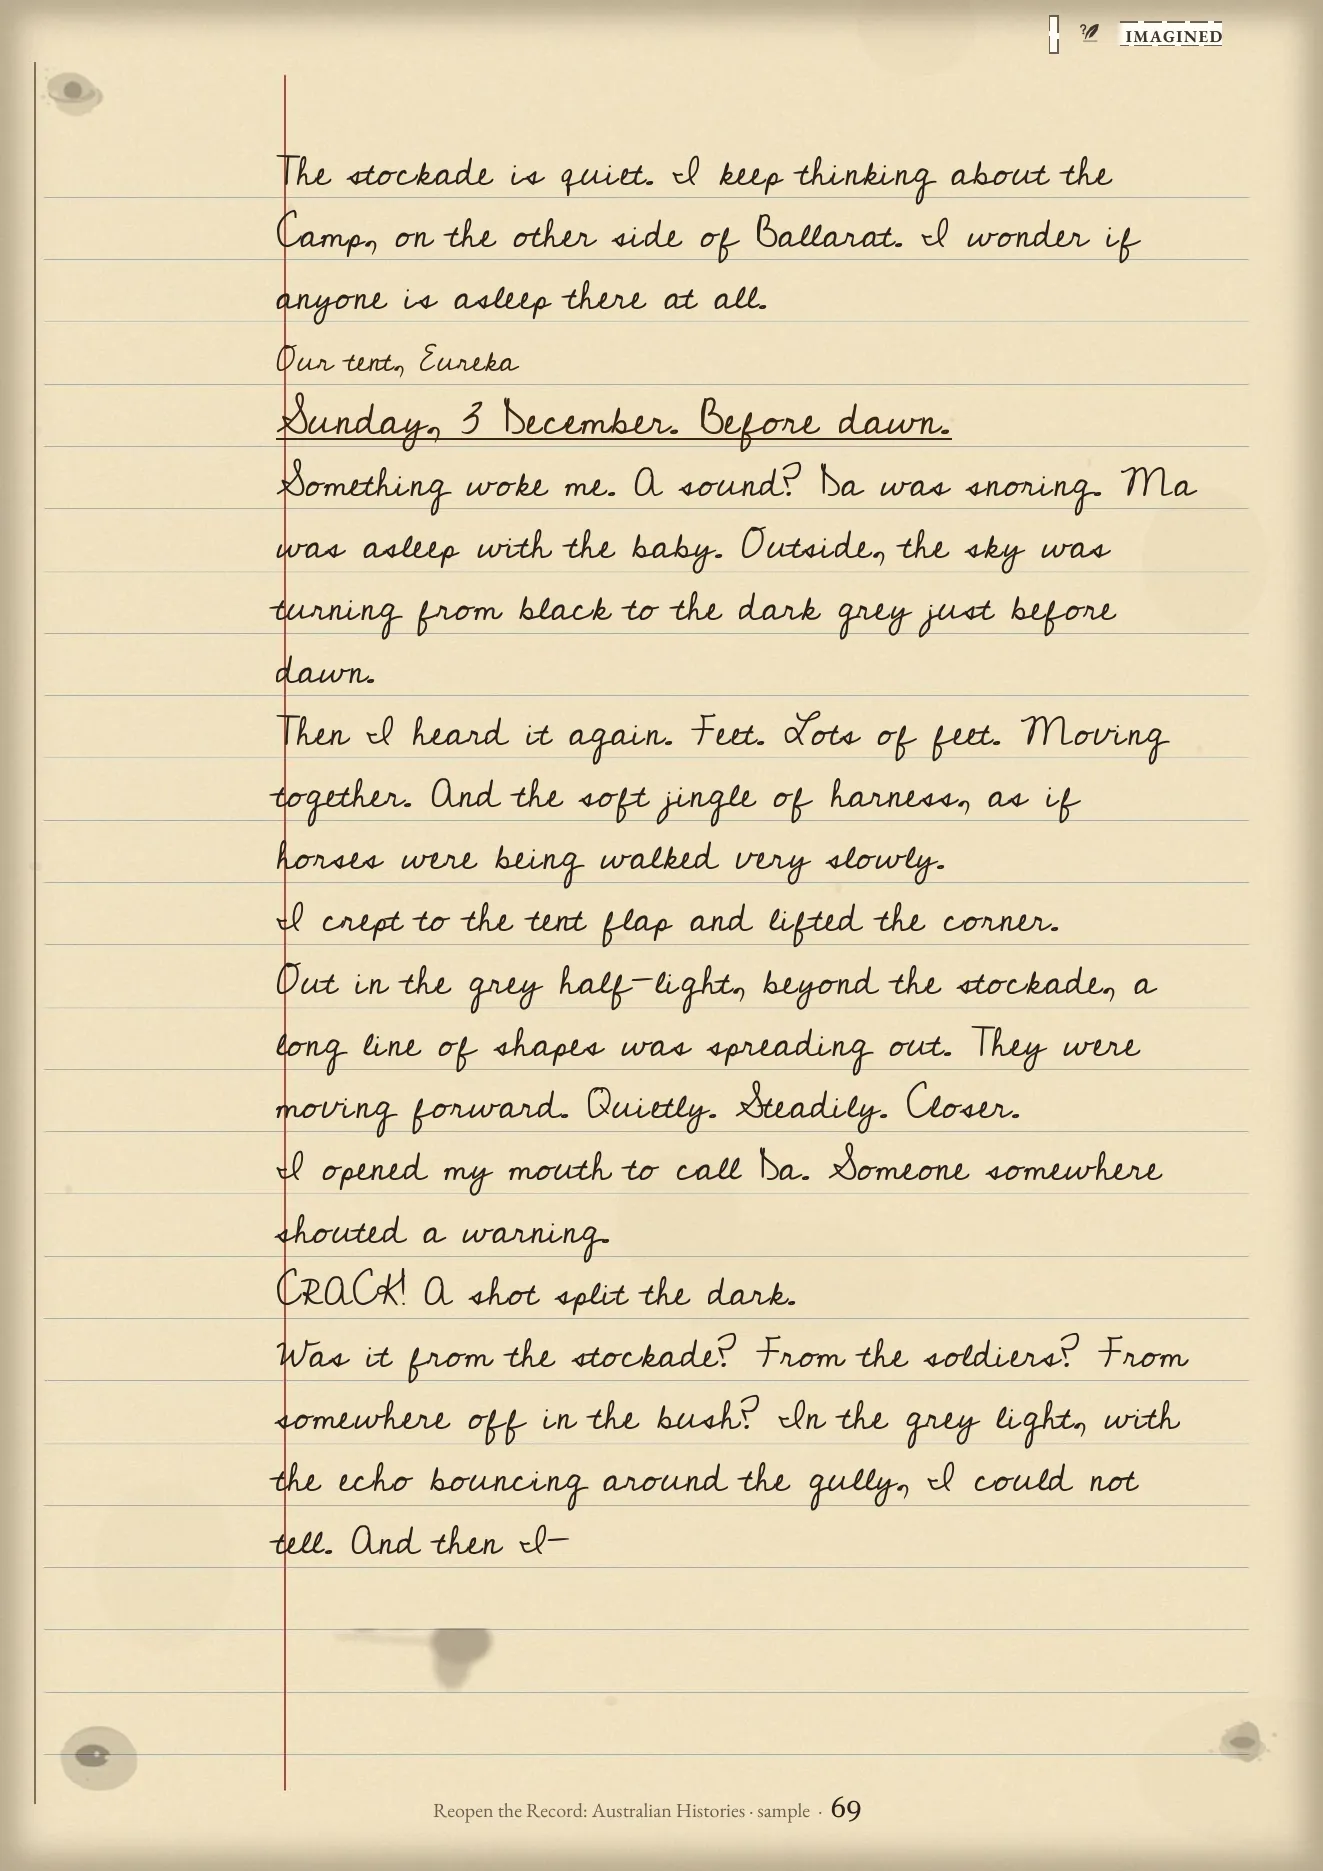 IMAGINED
The stockade is quiet. I keep thinking about the
Camp, on the other side of Ballarat. I wonder if
anyone is asleep there at all.
Our tent, Eureka
Sunday, 3 December. Before dawn.
Something woke me. A sound? Da was snoring. Ma
was asleep with the baby. Outside, the sky was
turning from black to the dark grey just before
dawn.
Then I heard it again. Feet. Lots of feet. Moving
together. And the soft jingle of harness, as if
horses were being walked very slowly.
I crept to the tent flap and lifted the corner.
Out in the grey half-light, beyond the stockade, a
long line of shapes was spreading out. They were
moving forward. Quietly. Steadily. Closer.
I opened my mouth to call Da. Someone somewhere
shouted a warning.
CRACK! A shot split the dark.
Was it from the stockade? From the soldiers? From
somewhere off in the bush? In the grey light, with
the echo bouncing around the gully, I could not
tell. And then I—
Reopen the Record: Australian Histories · sample · 69